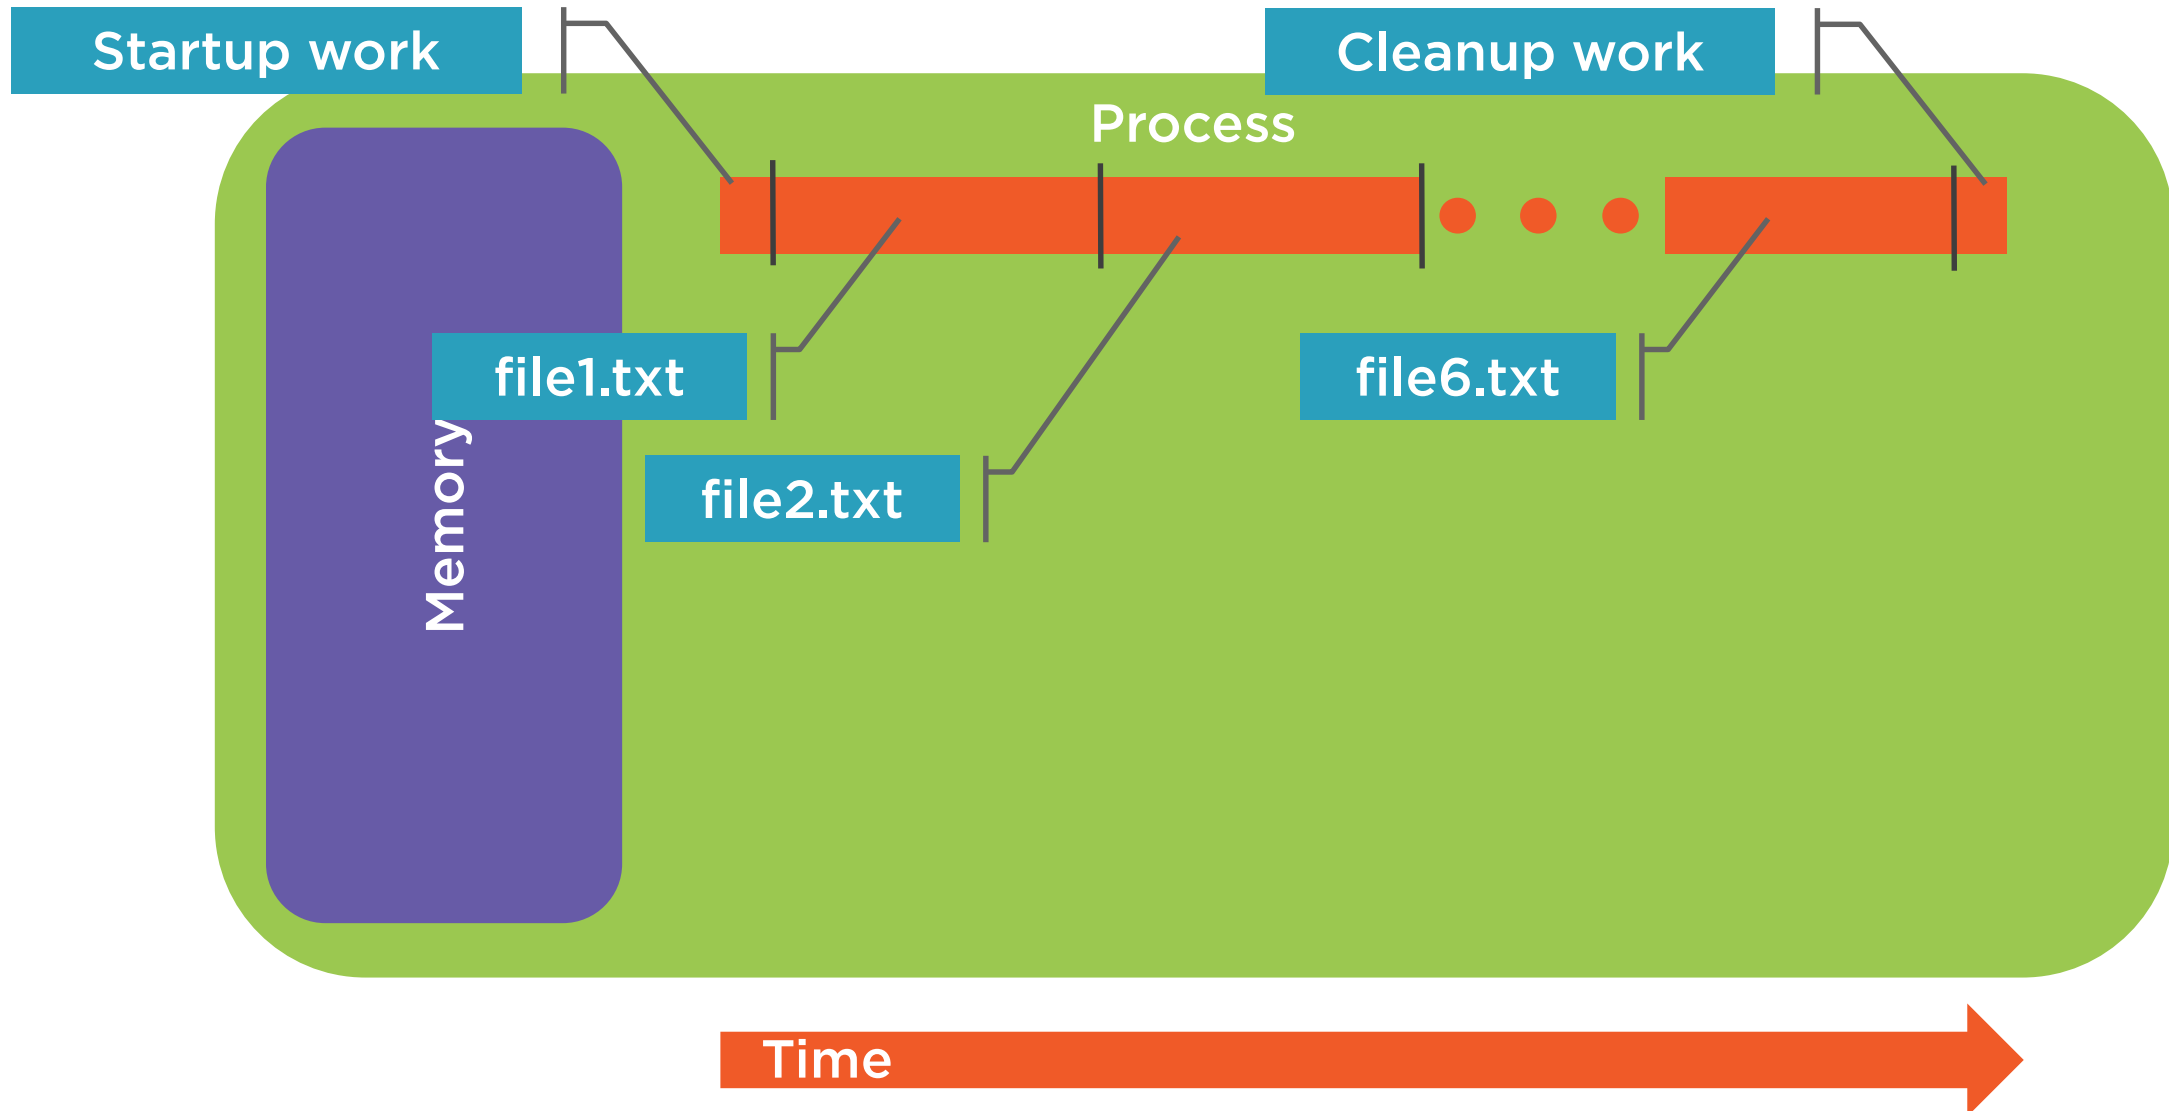 Startup work
Cleanup work
Process
file1.txt
file6.txt
Memory
file2.txt
Time